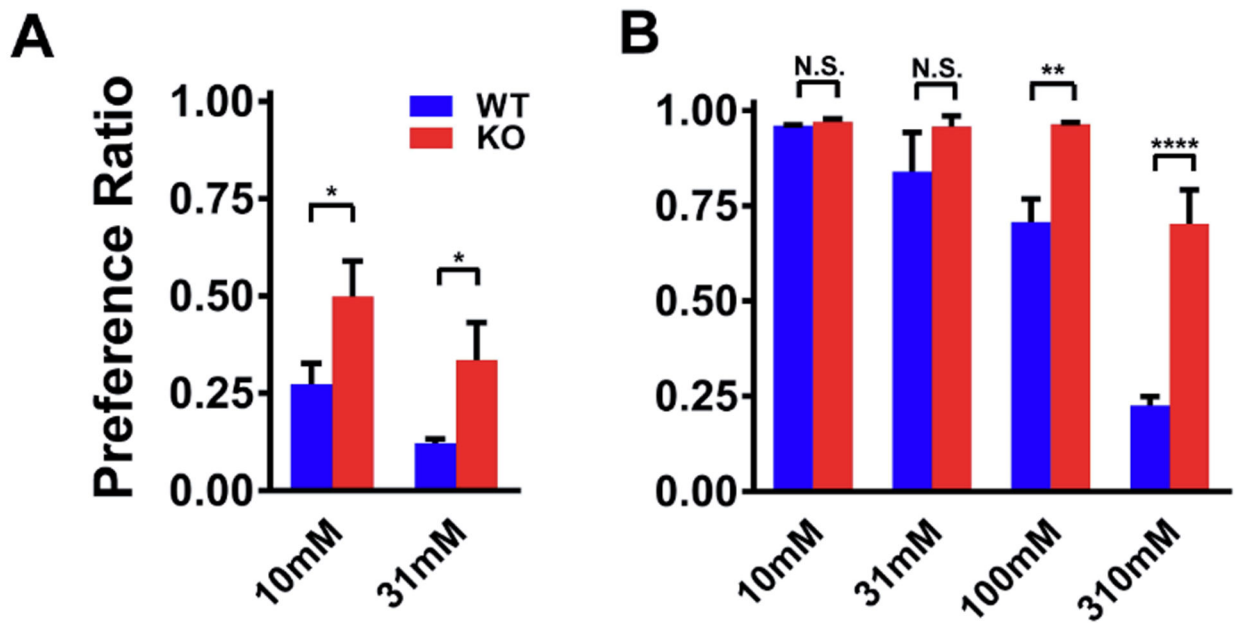 A
Preference Ratio
1.00
0.75
0.50
0.25
0.00
WT
KO
*
*
10mM
31mM
B
1.00
0.75
0.50
0.25
0.00
N.S.
N.S.
**
****
10mM
31mM
100mM
310mM